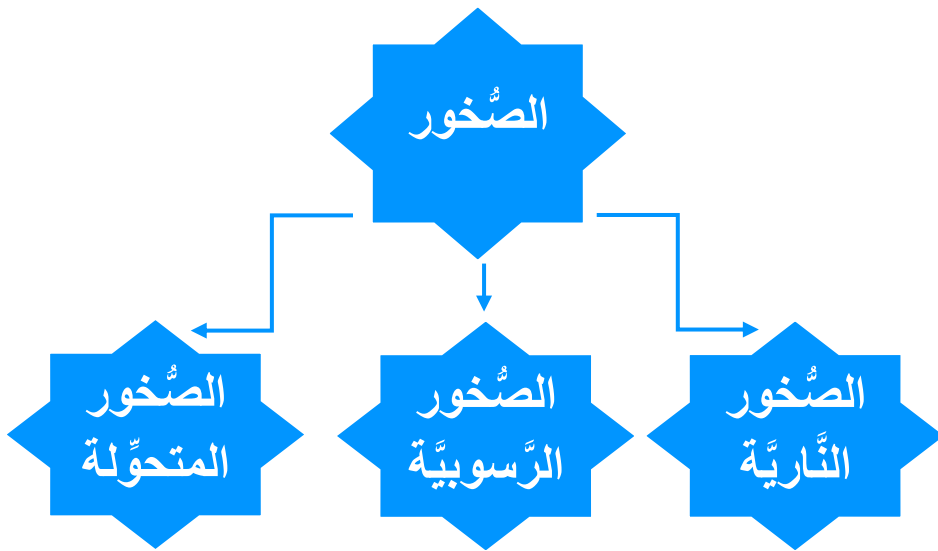 الصُّخور
الصُّخور
النَّاريَّة
الصُّخور
الرَّسوبيَّة
الصُّخور
المتحوِّلة